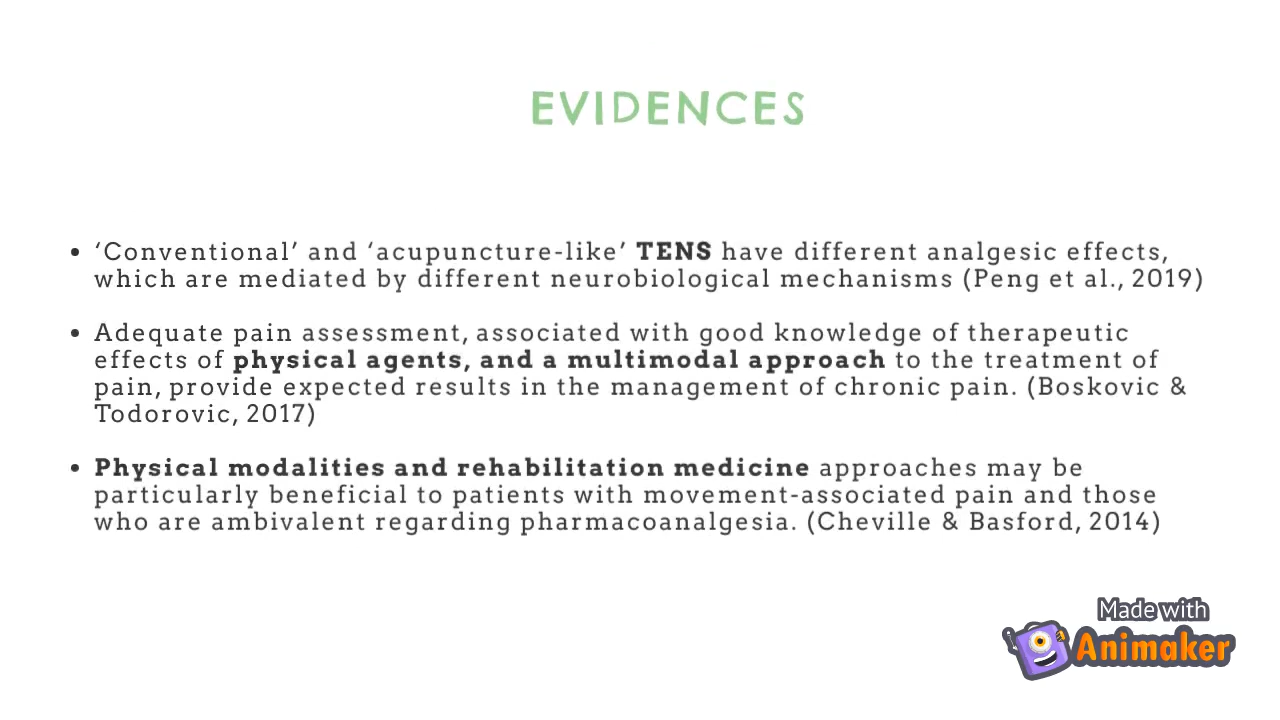 EVIDENCES
• ‘Conventional’ and ‘acupuncture-like’ TENS have different analgesic effects,
which are mediated by different neurobiological mechanisms (Peng et al., 2019)
• Adequate pain assessment, associated with good knowledge of therapeutic
effects of physical agents, and a multimodal approach to the treatment of
pain, provide expected results in the management of chronic pain. (Boskovic &
Todorovic, 2017)
• Physical modalities and rehabilitation medicine approaches may be
particularly beneficial to patients with movement-associated pain and those
who are ambivalent regarding pharmacoanalgesia. (Cheville & Basford, 2014)
Made with
Animaker